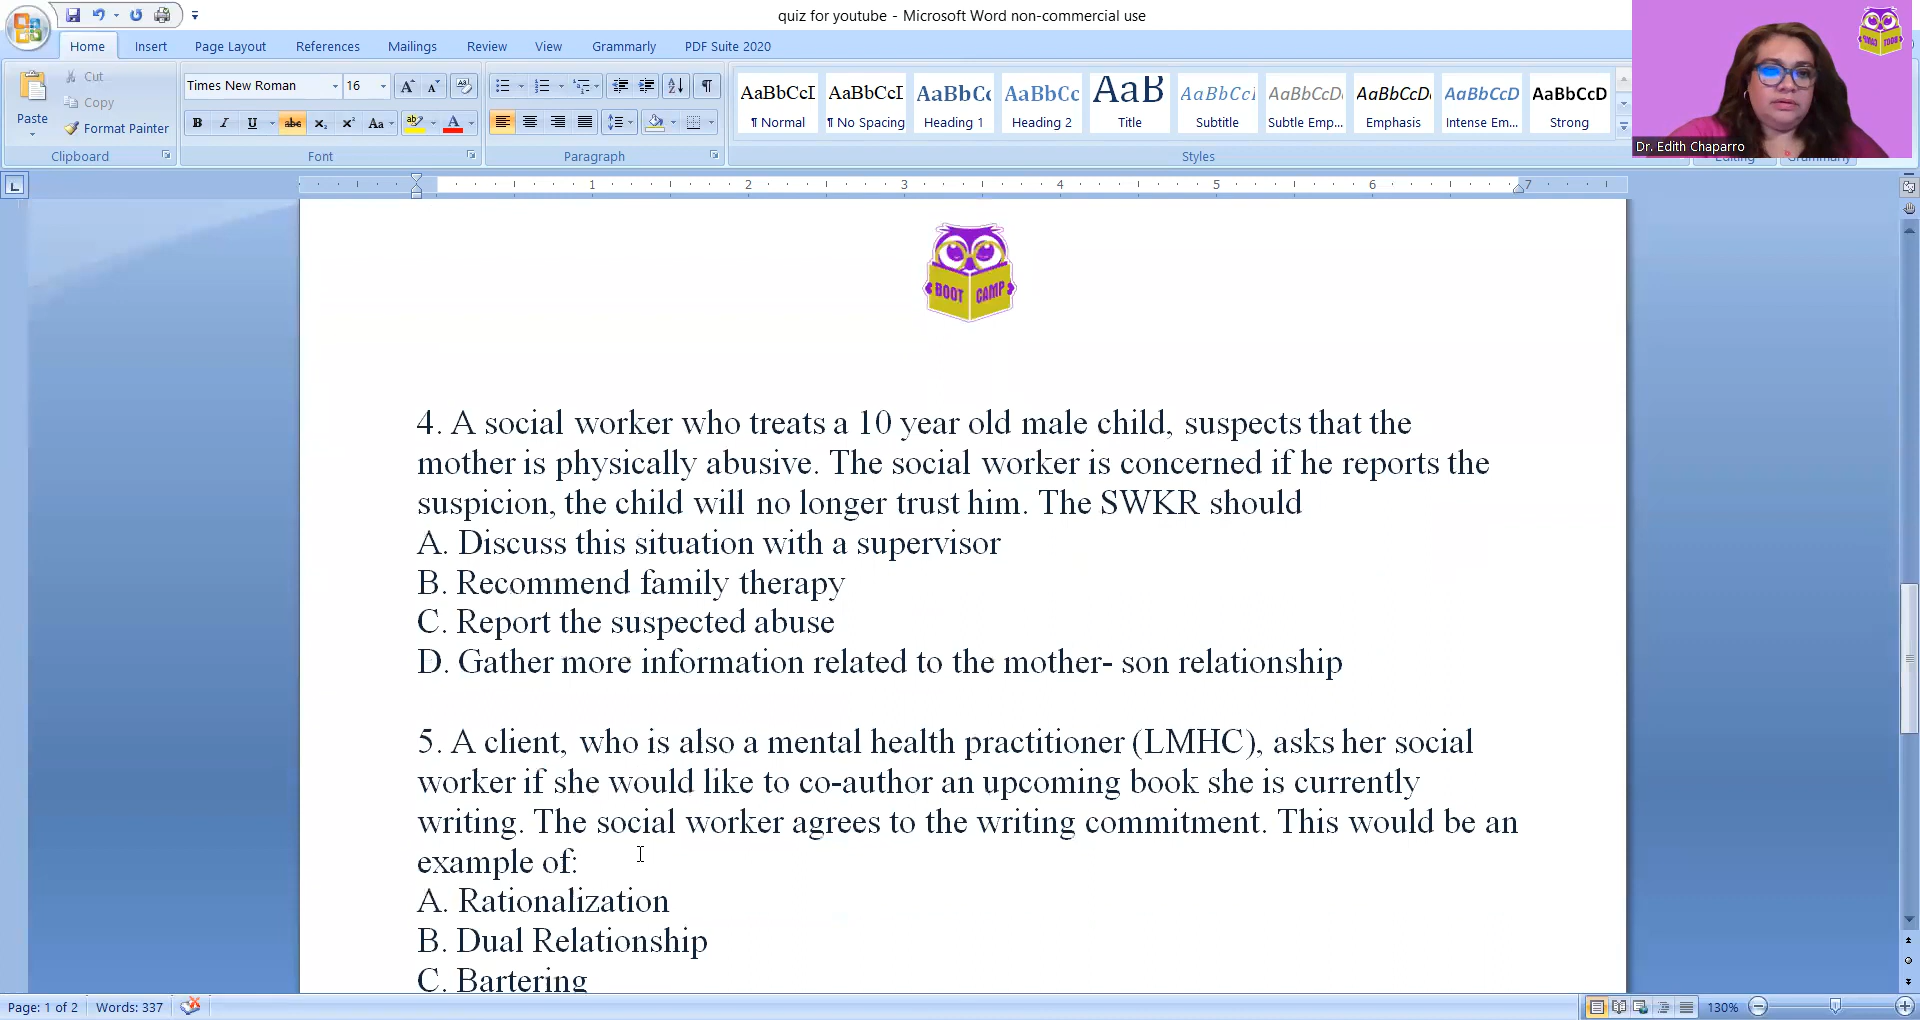 quiz for youtube - Microsoft Word non-commercial use
Home Insert Page Layout References Mailings Review View Grammarly PDF Suite 2020
Paste
Cut
Copy
Format Painter
Clipboard
Times New Roman 16
Font
Paragraph
AaBbCcI AaBbCcI AaBbCc AaBbCc AaB AaBbCcI AaBbCcD AaBbCcD AaBbCcD AaBbCcD
¶ Normal ¶ No Spacing Heading 1 Heading 2 Title Subtitle Subtle Emp... Emphasis Intense Em... Strong
Styles
Editing Grammarly
Dr. Edith Chaparro
1 2 3 4 5 6 7
BOOT CAMP
4. A social worker who treats a 10 year old male child, suspects that the
mother is physically abusive. The social worker is concerned if he reports the
suspicion, the child will no longer trust him. The SWKR should
A. Discuss this situation with a supervisor
B. Recommend family therapy
C. Report the suspected abuse
D. Gather more information related to the mother- son relationship
5. A client, who is also a mental health practitioner (LMHC), asks her social
worker if she would like to co-author an upcoming book she is currently
writing. The social worker agrees to the writing commitment. This would be an
example of:
A. Rationalization
B. Dual Relationship
C. Bartering
Page: 1 of 2 Words: 337 130%